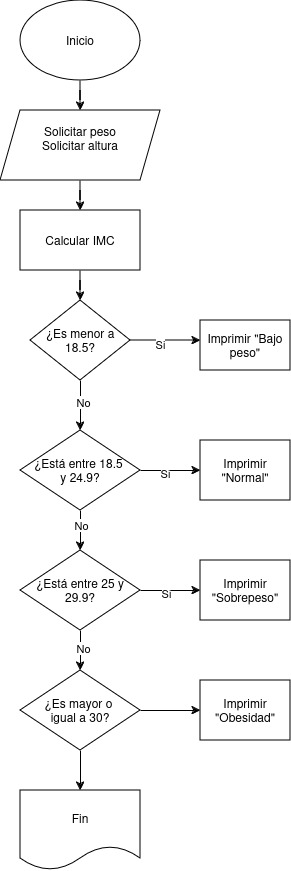 Inicio
Solicitar peso
Solicitar altura
Calcular IMC
¿Es menor a
18.5?
Sí
Imprimir "Bajo
peso"
No
¿Está entre 18.5
y 24.9?
Sí
Imprimir
"Normal"
No
¿Está entre 25 y
29.9?
Sí
Imprimir
"Sobrepeso"
No
¿Es mayor o
igual a 30?
Imprimir
"Obesidad"
Fin